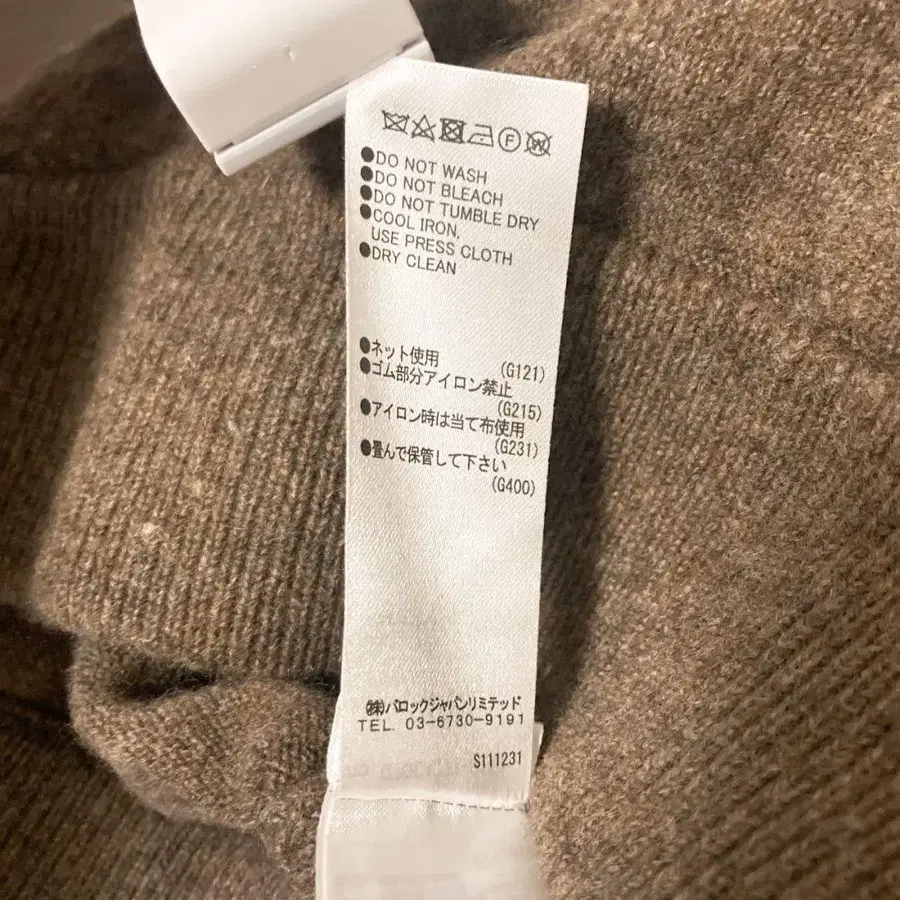 F W
●DO NOT WASH
●DO NOT BLEACH
●DO NOT TUMBLE DRY
●COOL IRON,
USE PRESS CLOTH
●DRY CLEAN
●ネット使用
(G121)
●ゴム部分アイロン禁止
(G215)
●アイロン時は当て布使用
(G231)
●畳んで保管して下さい
(G400)
㈱バロックジャパンリミテッド
TEL. 03-6730-9191
S111231